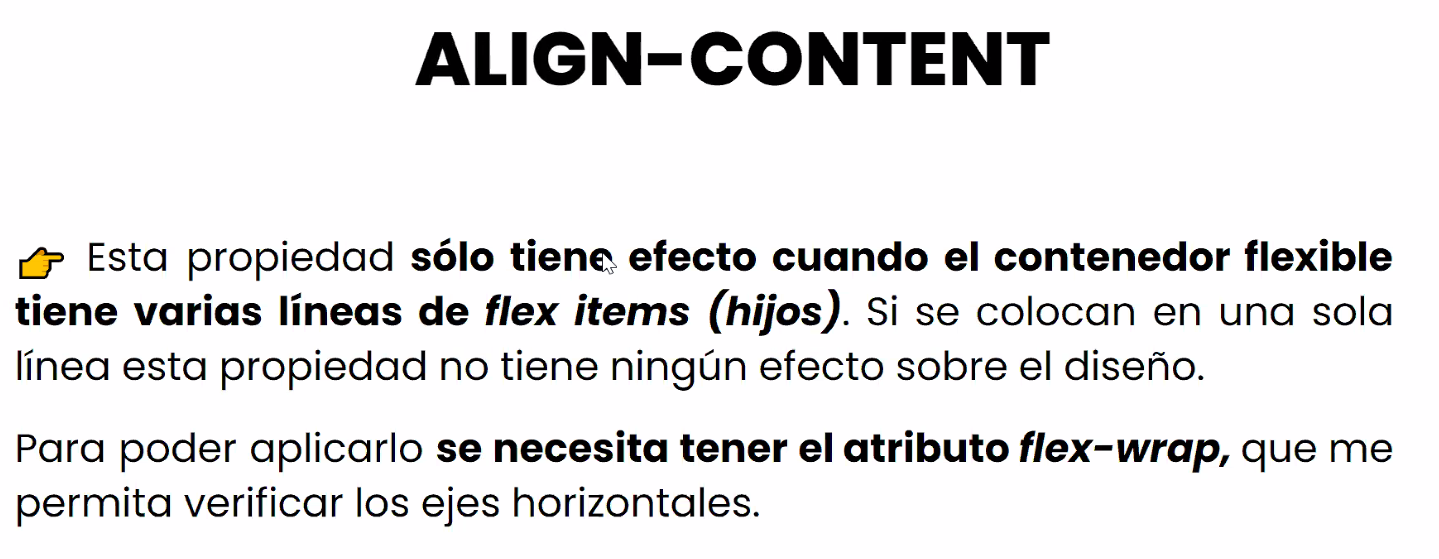 ALIGN-CONTENT
👉 Esta propiedad sólo tiene efecto cuando el contenedor flexible
tiene varias líneas de flex items (hijos). Si se colocan en una sola
línea esta propiedad no tiene ningún efecto sobre el diseño.
Para poder aplicarlo se necesita tener el atributo flex-wrap, que me
permita verificar los ejes horizontales.